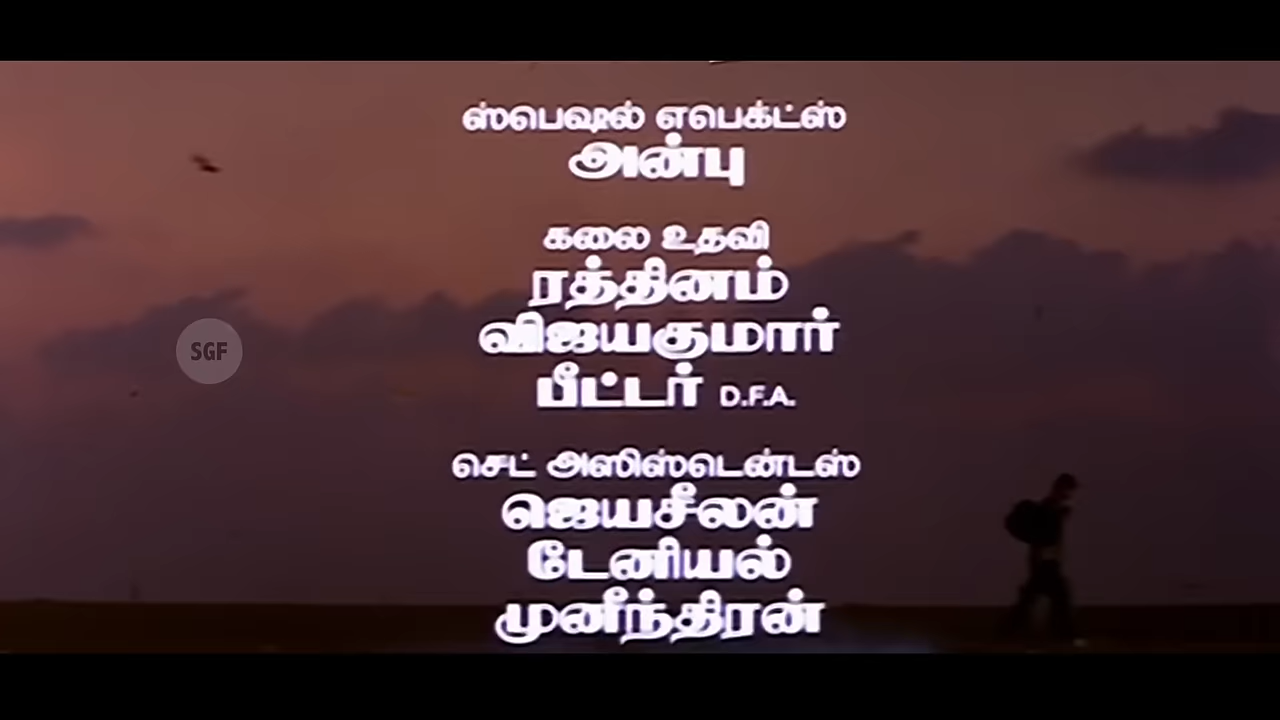 ஸ்பெஷல் எபெக்ட்ஸ்
அன்பு
கலை உதவி
ரத்தினம்
விஜயகுமார்
பீட்டர் D.F.A.
SGF
செட் அஸிஸ்டென்டஸ்
ஜெயசீலன்
டேனியல்
முனீந்திரன்